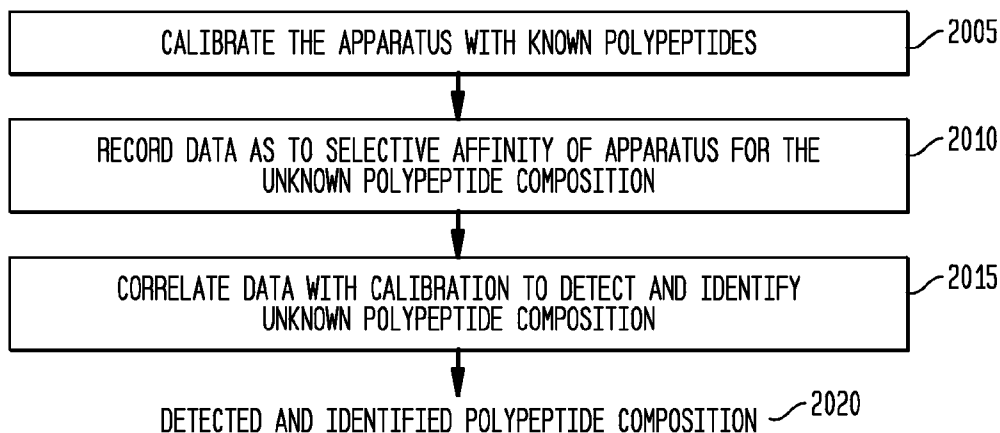 CALIBRATE THE APPARATUS WITH KNOWN POLYPEPTIDES
2005
RECORD DATA AS TO SELECTIVE AFFINITY OF APPARATUS FOR THE
UNKNOWN POLYPEPTIDE COMPOSITION
2010
CORRELATE DATA WITH CALIBRATION TO DETECT AND IDENTIFY
UNKNOWN POLYPEPTIDE COMPOSITION
2015
DETECTED AND IDENTIFIED POLYPEPTIDE COMPOSITION
2020